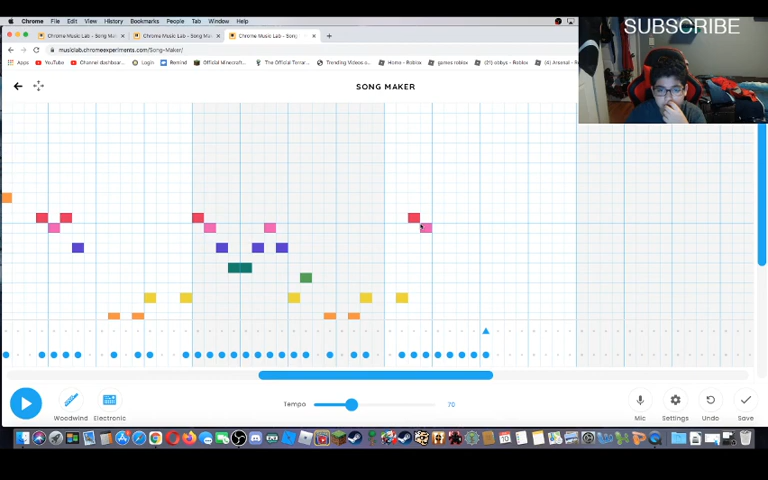 SUBSCRIBE
Chrome File Edit View History Bookmarks People Tab Window Help
Chrome Music Lab - Song Ma Chrome Music Lab - Song Ma Chrome Music Lab - Song
musiclab.chromeexperiments.com/Song-Maker/
Apps YouTube Channel dashboar... Login Remind Official Minecraft... The Official Terrar... Trending Videos o... Home - Roblox games roblox (21) obbys - Roblox (4) Arsenal - R
SONG MAKER
Woodwind Electronic Tempo 70 Mic Settings Undo Save